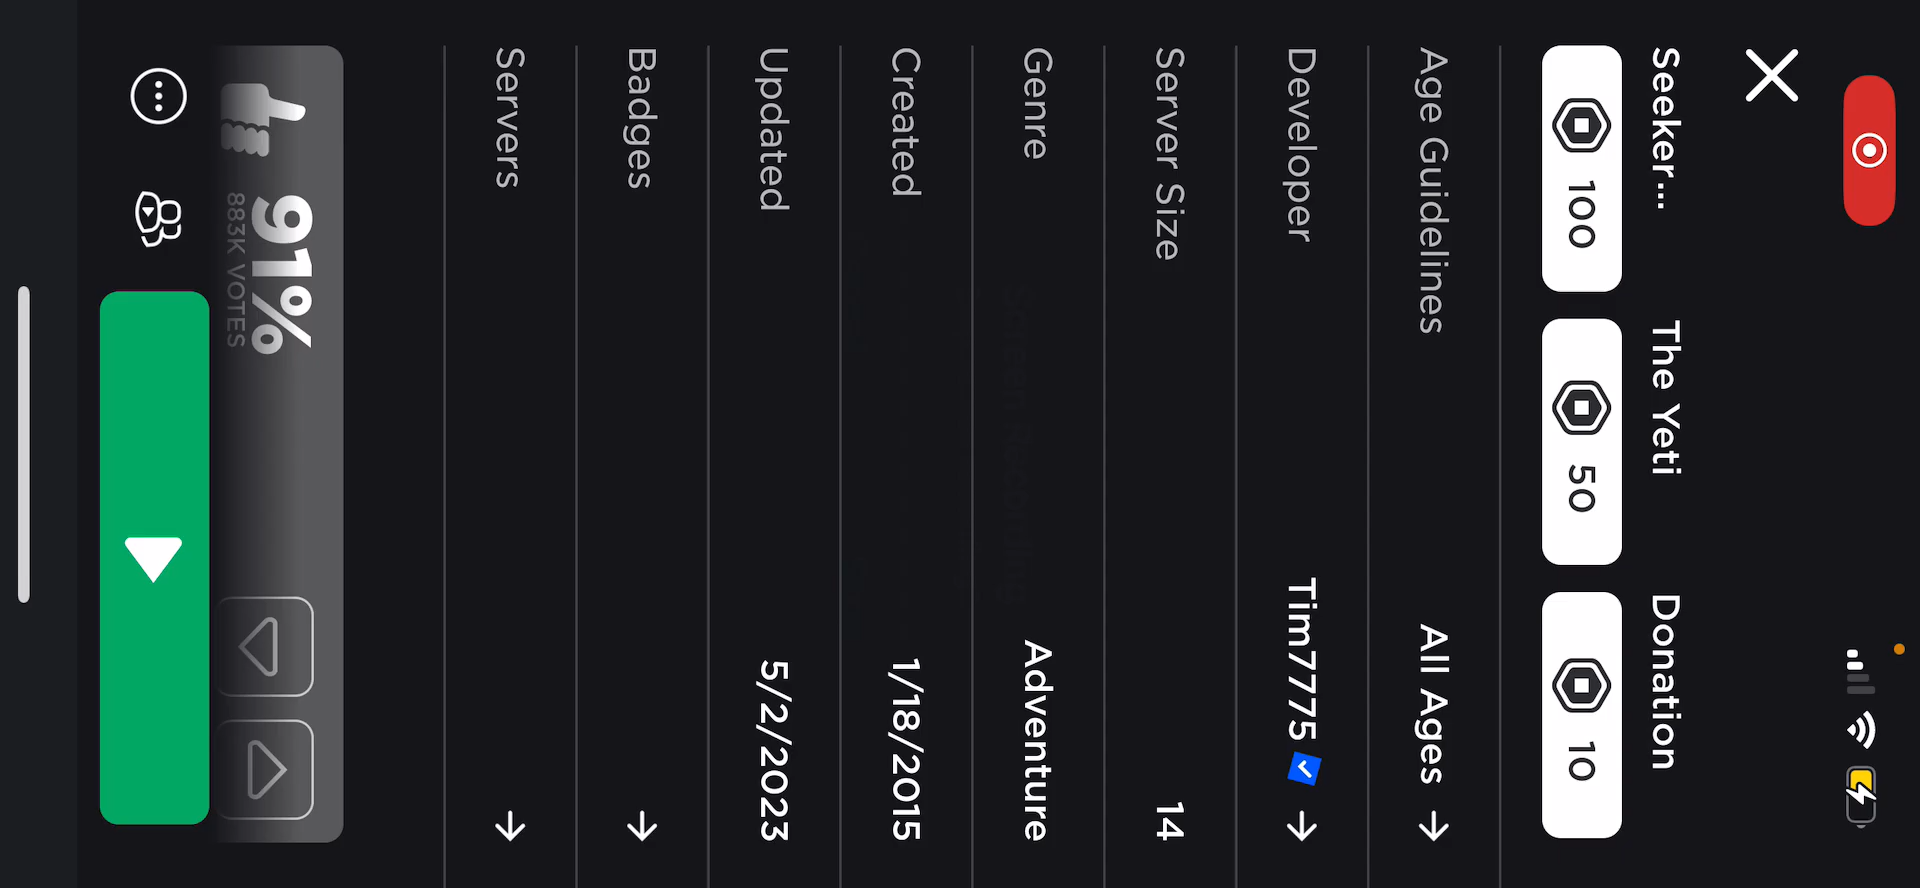 Seeker... The Yeti Donation
100 50 10
Age Guidelines All Ages
Developer Tim7775
Server Size 14
Genre Adventure
Created 1/18/2015
Updated 5/2/2023
Badges
Servers
91%
883K VOTES